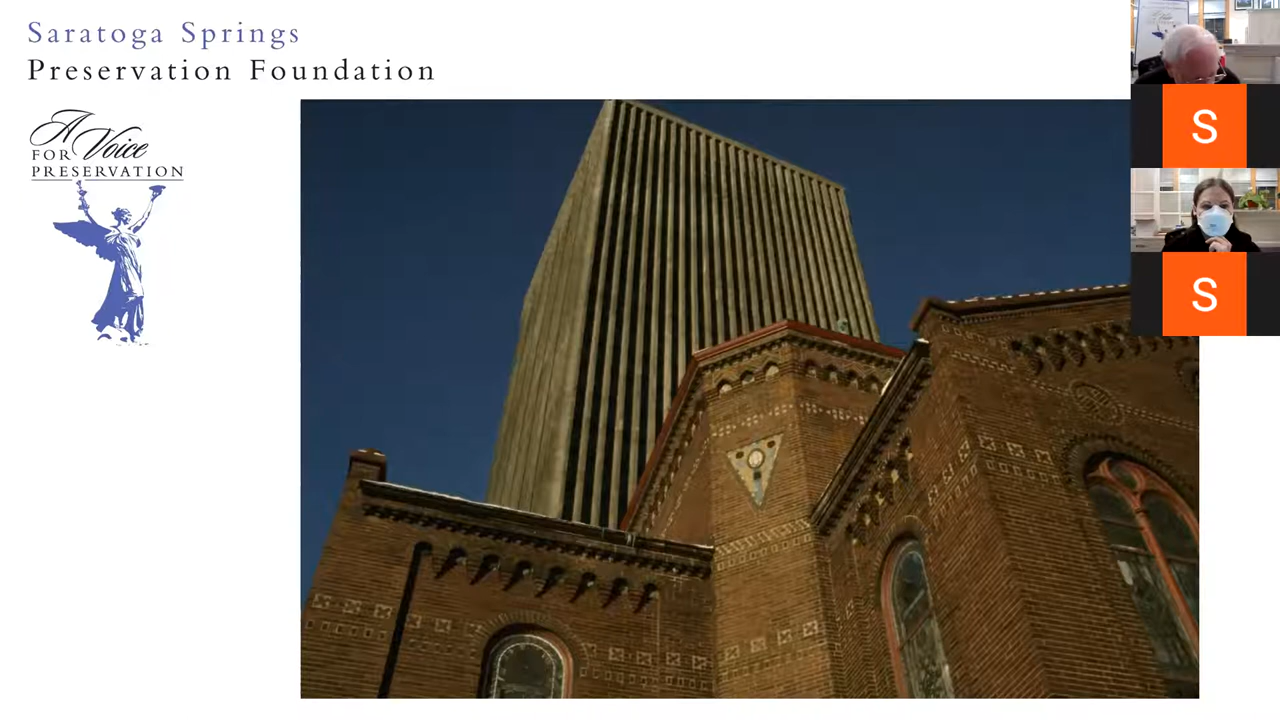 Saratoga Springs
Preservation Foundation
A Voice
FOR
PRESERVATION
S
S